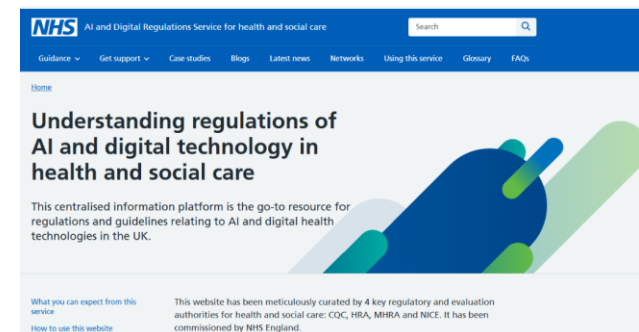 NHS AI and Digital Regulations Service for health and social care Search
Guidance Get support Case studies Blogs Latest news Networks Using this service Glossary FAQs
Home
Understanding regulations of
AI and digital technology in
health and social care
This centralised information platform is the go-to resource for
regulations and guidelines relating to AI and digital health
technologies in the UK.
What you can expect from this
service
How to use this website
This website has been meticulously curated by 4 key regulatory and evaluation
authorities for health and social care: CQC, HRA, MHRA and NICE. It has been
commissioned by NHS England.